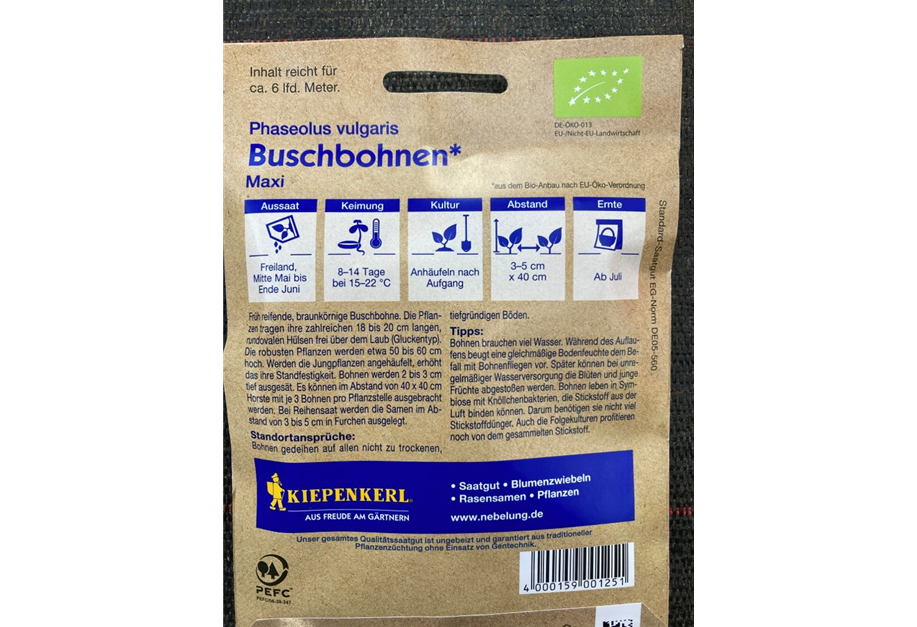 Inhalt reicht für
ca. 6 lfd. Meter.
DE-ÖKO-013
EU-/Nicht-EU-Landwirtschaft
Phaseolus vulgaris
Buschbohnen*
Maxi
*aus dem Bio-Anbau nach EU-Öko-Verordnung
Aussaat
Freiland,
Mitte Mai bis
Ende Juni
Keimung
8–14 Tage
bei 15–22 °C
Kultur
Anhäufeln nach
Aufgang
Abstand
3–5 cm
x 40 cm
Ernte
Ab Juli
Standard-Saatgut EG-Norm DE05-560
Früh reifende, braunkörnige Buschbohne. Die Pflan-
zen tragen ihre zahlreichen 18 bis 20 cm langen,
rundovalen Hülsen frei über dem Laub (Gluckentyp).
Die robusten Pflanzen werden etwa 50 bis 60 cm
hoch. Werden die Jungpflanzen angehäufelt, erhöht
das ihre Standfestigkeit. Bohnen werden 2 bis 3 cm
tief ausgesät. Es können im Abstand von 40 x 40 cm
Horste mit je 3 Bohnen pro Pflanzstelle ausgebracht
werden. Bei Reihensaat werden die Samen im Ab-
stand von 3 bis 5 cm in Furchen ausgelegt.
Standortansprüche:
Bohnen gedeihen auf allen nicht zu trockenen,
tiefgründigen Böden.
Tipps:
Bohnen brauchen viel Wasser. Während des Auflau-
fens beugt eine gleichmäßige Bodenfeuchte dem Be-
fall mit Bohnenfliegen vor. Später können bei unre-
gelmäßiger Wasserversorgung die Blüten und junge
Früchte abgestoßen werden. Bohnen leben in Sym-
biose mit Knöllchenbakterien, die Stickstoff aus der
Luft binden können. Darum benötigen sie nicht viel
Stickstoffdünger. Auch die Folgekulturen profitieren
noch von dem gesammelten Stickstoff.
KIEPENKERL
AUS FREUDE AM GÄRTNERN
• Saatgut • Blumenzwiebeln
• Rasensamen • Pflanzen
www.nebelung.de
Unser gesamtes Qualitätssaatgut ist ungebeizt und garantiert aus traditioneller
Pflanzenzüchtung ohne Einsatz von Gentechnik.
PEFC
4 000159 001251